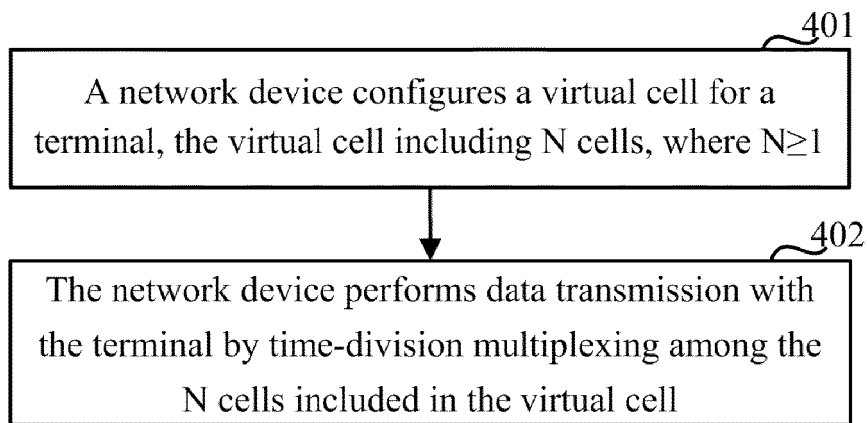 401
A network device configures a virtual cell for a
terminal, the virtual cell including N cells, where N≥1
402
The network device performs data transmission with
the terminal by time-division multiplexing among the
N cells included in the virtual cell